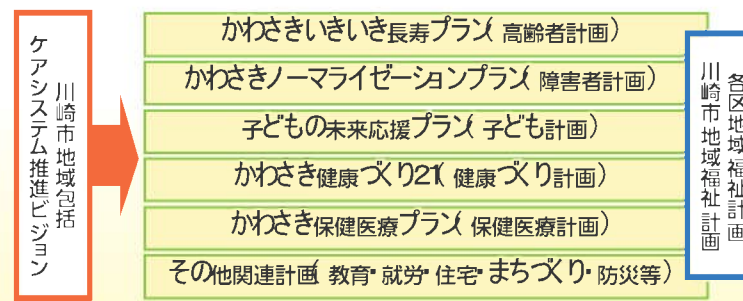 川崎市地域包括
ケアシステム推進ビジョン
かわさきいきいき長寿プラン( 高齢者計画)
かわさきノーマライゼーションプラン( 障害者計画)
子どもの未来応援プラン( 子ども計画)
かわさき健康づくり21( 健康づくり計画)
かわさき保健医療プラン( 保健医療計画)
その他関連計画( 教育・就労・住宅・まちづくり・防災等)
各区地域福祉計画
川崎市地域福祉計画